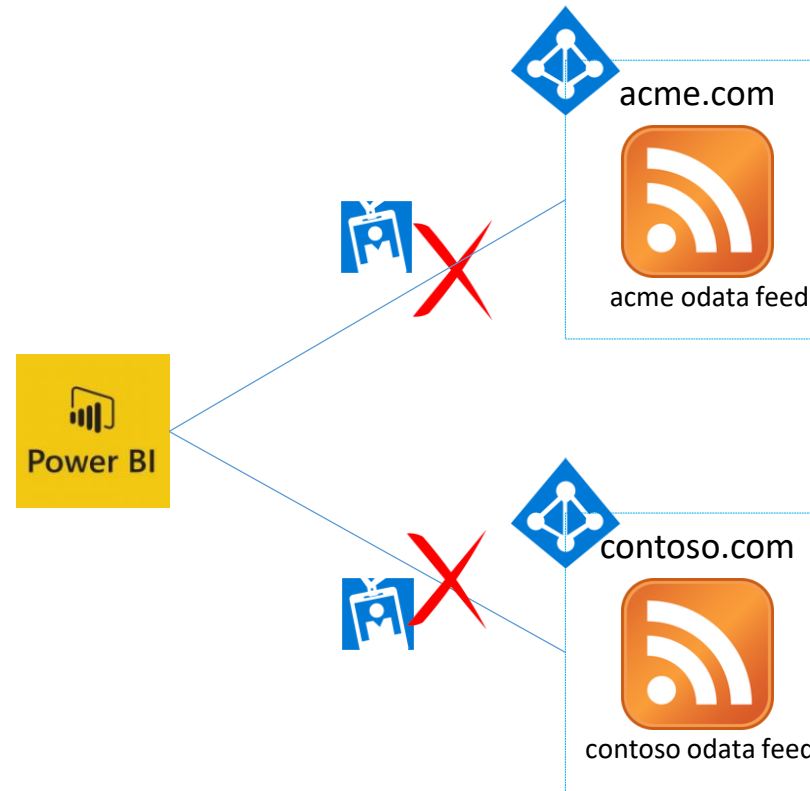 acme.com
acme odata feed
Power BI
contoso.com
contoso odata feed